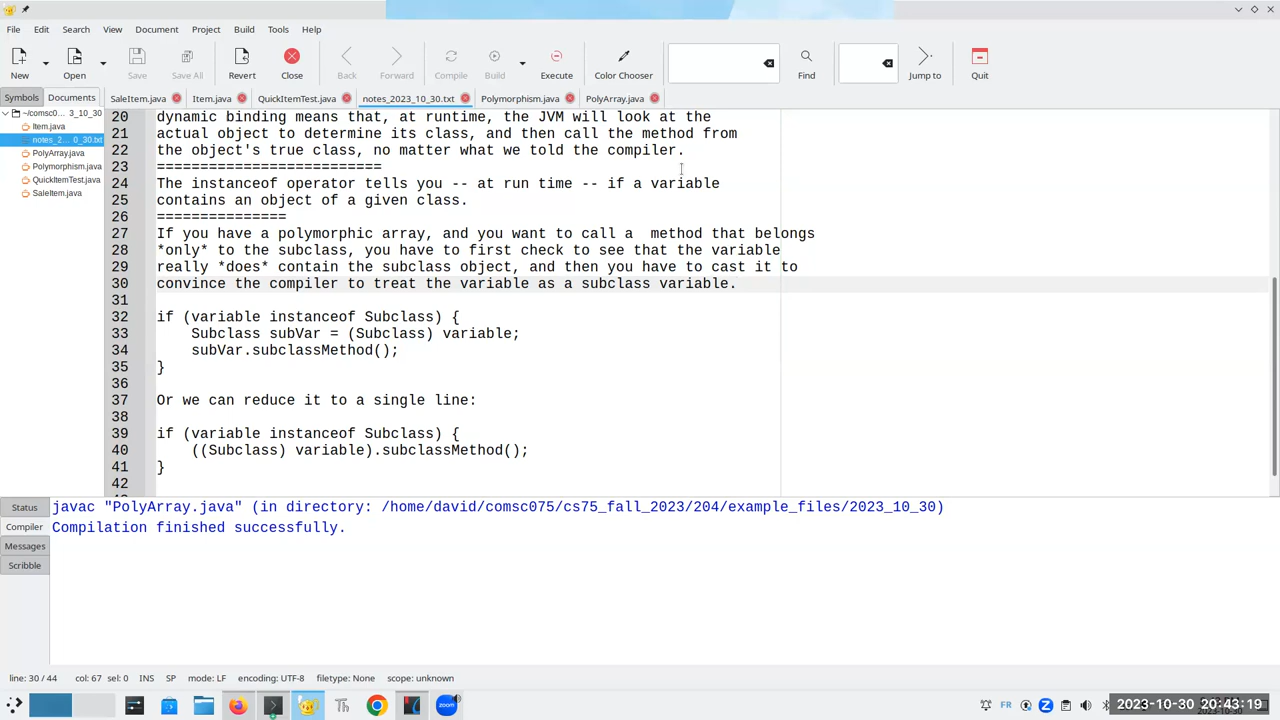 File Edit Search View Document Project Build Tools Help
New Open Save Save All Revert Close Back Forward Compile Build Execute Color Chooser Find Jump to Quit
Symbols Documents SaleItem.java Item.java QuickItemTest.java notes_2023_10_30.txt Polymorphism.java PolyArray.java
~/comsc0... 3_10_30
Item.java
notes_2... 0_30.txt
PolyArray.java
Polymorphism.java
QuickItemTest.java
SaleItem.java
20 dynamic binding means that, at runtime, the JVM will look at the
21 actual object to determine its class, and then call the method from
22 the object's true class, no matter what we told the compiler.
23 ==========================
24 The instanceof operator tells you -- at run time -- if a variable
25 contains an object of a given class.
26 ===============
27 If you have a polymorphic array, and you want to call a  method that belongs
28 *only* to the subclass, you have to first check to see that the variable
29 really *does* contain the subclass object, and then you have to cast it to
30 convince the compiler to treat the variable as a subclass variable.
31
32 if (variable instanceof Subclass) {
33     Subclass subVar = (Subclass) variable;
34     subVar.subclassMethod();
35 }
36
37 Or we can reduce it to a single line:
38
39 if (variable instanceof Subclass) {
40     ((Subclass) variable).subclassMethod();
41 }
42
Status
Compiler
Messages
Scribble
javac "PolyArray.java" (in directory: /home/david/comsc075/cs75_fall_2023/204/example_files/2023_10_30)
Compilation finished successfully.
line: 30 / 44 col: 67 sel: 0 INS SP mode: LF encoding: UTF-8 filetype: None scope: unknown
Th zoom FR Z 2023-10-30 20:43:19